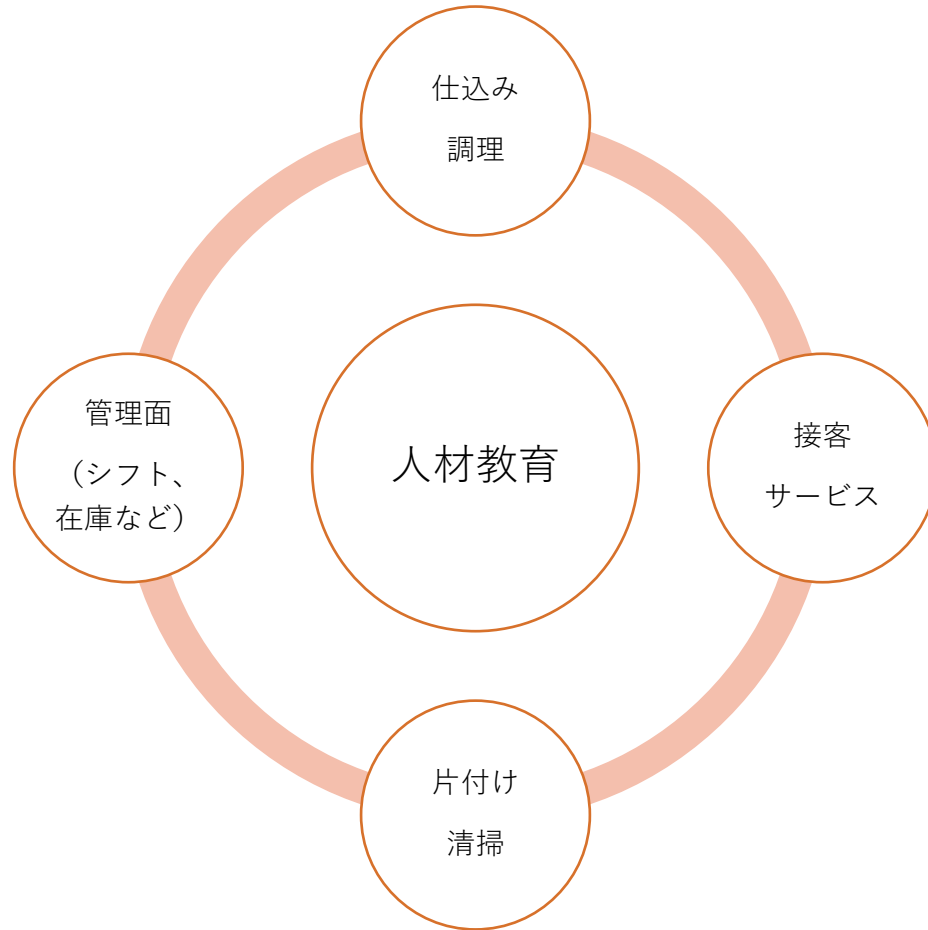 仕込み
調理
管理面
（シフト、
在庫など）
人材教育
接客
サービス
片付け
清掃